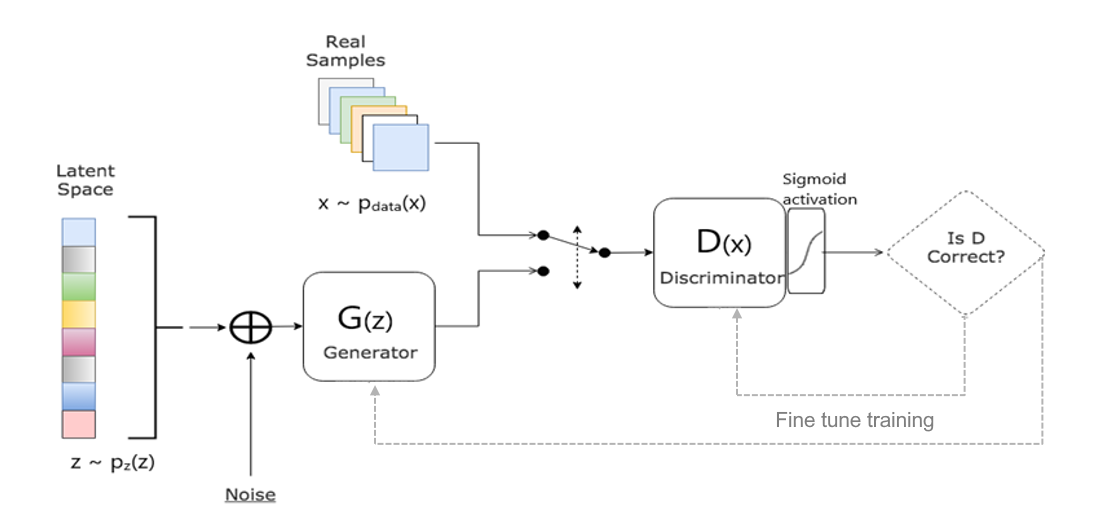 Real
Samples
x ~ pdata(x)
Latent
Space
z ~ pz(z)
Noise
G(z)
Generator
D(x)
Discriminator
Sigmoid
activation
Is D
Correct?
Fine tune training